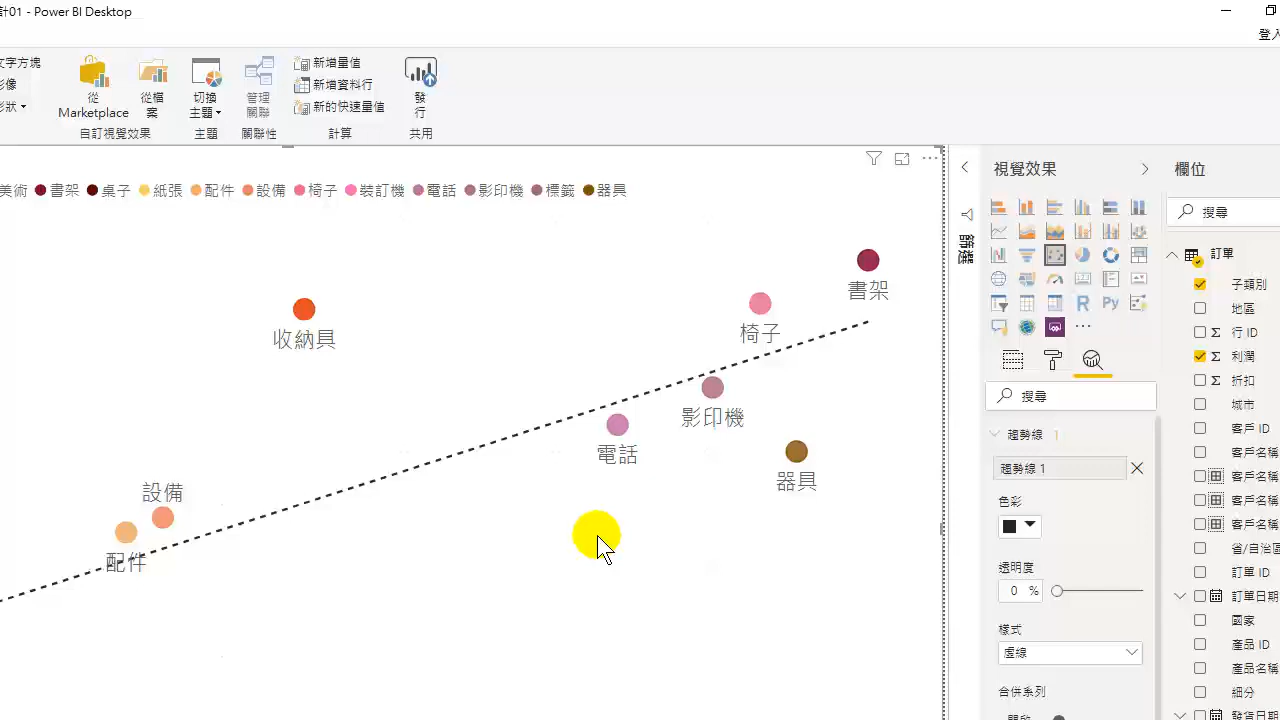 計01 - Power BI Desktop
登入
文字方塊
影像
形狀
從
Marketplace
從檔
案
自訂視覺效果
切換
主題
主題
管理
關聯
關聯性
新增量值
新增資料行
新的快速量值
計算
發
行
共用
美術 書架 桌子 紙張 配件 設備 椅子 裝訂機 電話 影印機 標籤 器具
書架
椅子
收納具
影印機
電話
器具
設備
配件
篩選
視覺效果
R Py
搜尋
趨勢線 1
趨勢線 1
色彩
透明度
0 %
樣式
虛線
合併系列
開啟
欄位
搜尋
訂單
子類別
地區
Σ 行 ID
Σ 利潤
Σ 折扣
城市
客戶 ID
客戶名稱
客戶名稱
客戶名稱
客戶名稱
省/自治區
訂單 ID
訂單日期
國家
產品 ID
產品名稱
細分
發貨日期